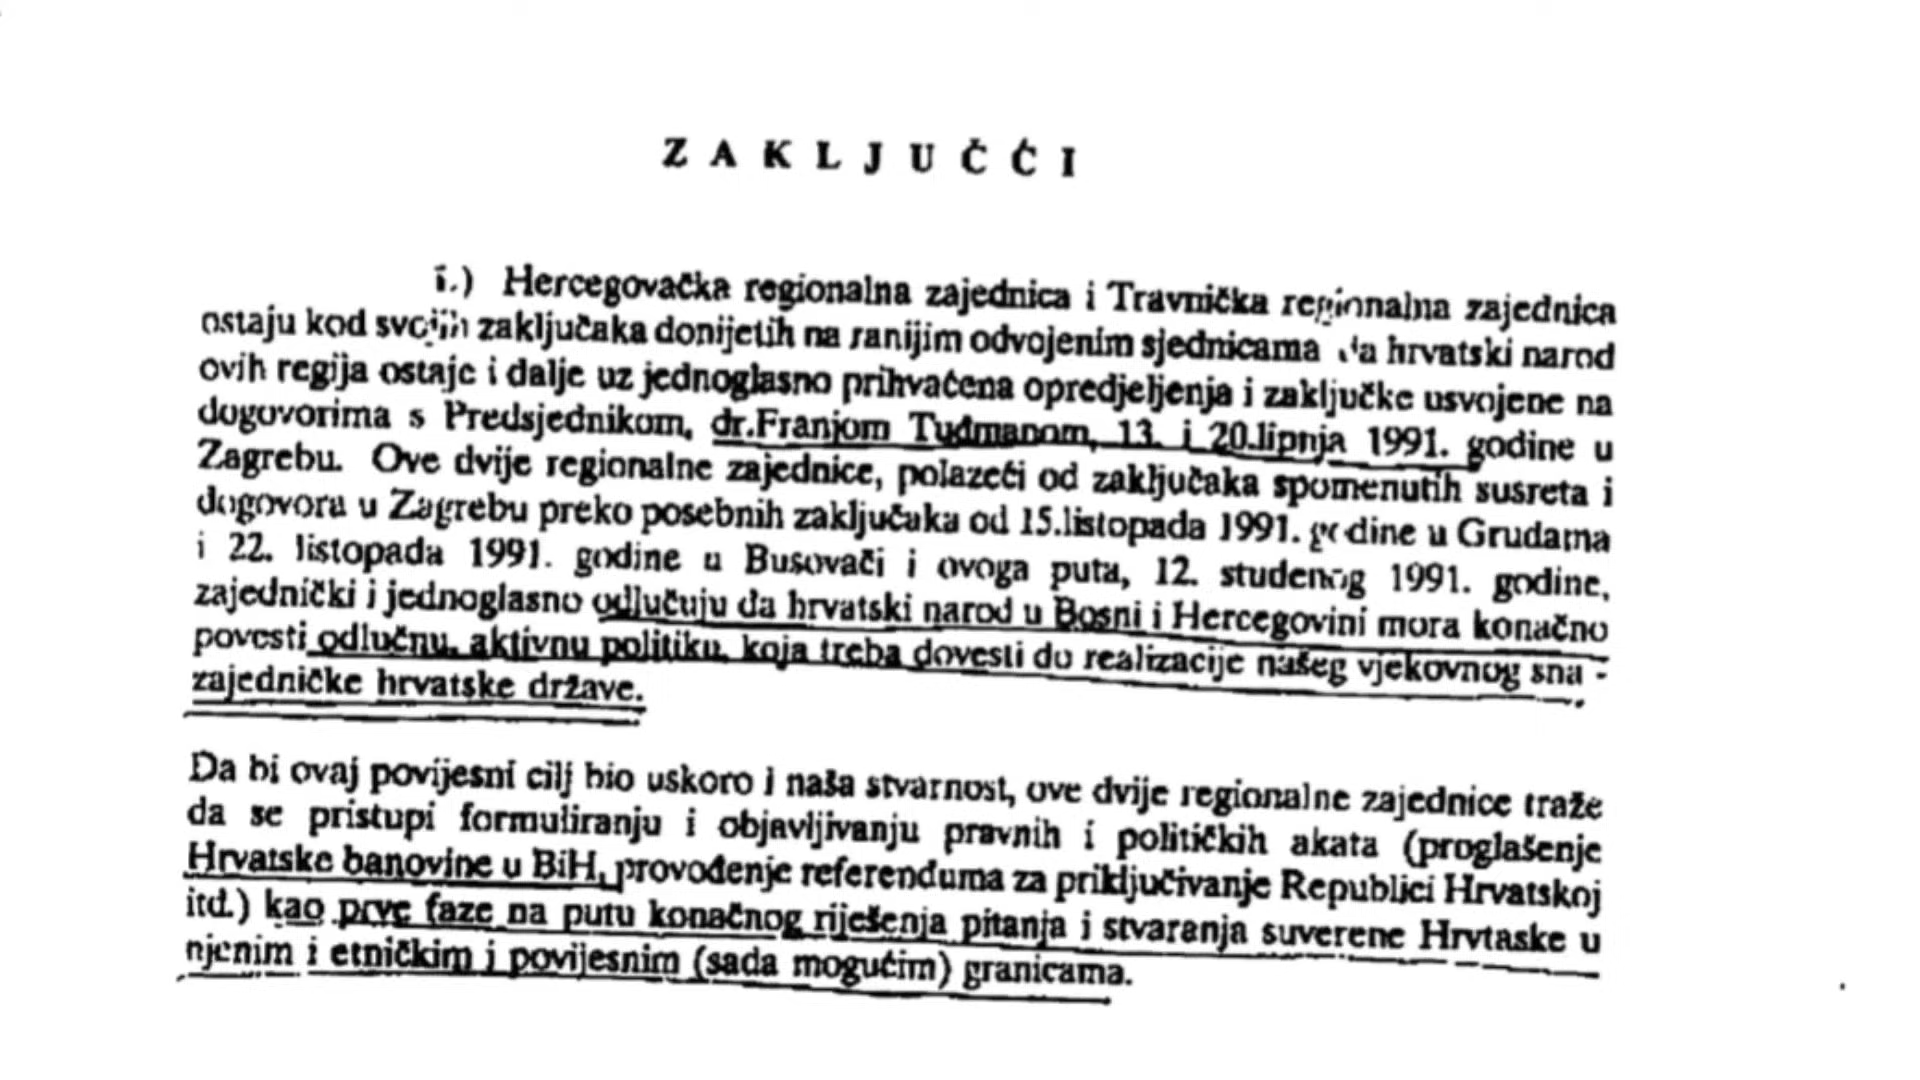 ZAKLJUČĆI
1.) Hercegovačka regionalna zajednica i Travnička regionalna zajednica
ostaju kod svojih zaključaka donijetih na ranijim odvojenim sjednicama da hrvatski narod
ovih regija ostaje i dalje uz jednoglasno prihvaćena opredjeljenja i zaključke usvojene na
dogovorima s Predsjednikom, dr.Franjom Tuđmanom, 13. i 20.lipnja 1991. godine u
Zagrebu. Ove dvije regionalne zajednice, polazeći od zaključaka spomenutih susreta i
dogovora u Zagrebu preko posebnih zaključaka od 15.listopada 1991. godine u Grudama
i 22. listopada 1991. godine u Busovači i ovoga puta, 12. studenog 1991. godine,
zajednički i jednoglasno odlučuju da hrvatski narod u Bosni i Hercegovini mora konačno
povesti odlučnu, aktivnu politiku, koja treba dovesti do realizacije našeg vjekovnog sna -
zajedničke hrvatske države.
Da bi ovaj povijesni cilj bio uskoro i naša stvarnost, ove dvije regionalne zajednice traže
da se pristupi formuliranju i objavljivanju pravnih i političkih akata (proglašenje
Hrvatske banovine u BiH, provođenje referenduma za priključivanje Republici Hrvatskoj
itd.) kao prve faze na putu konačnog riješenja pitanja i stvaranja suverene Hrvtaske u
njenim i etničkim i povijesnim (sada mogućim) granicama.